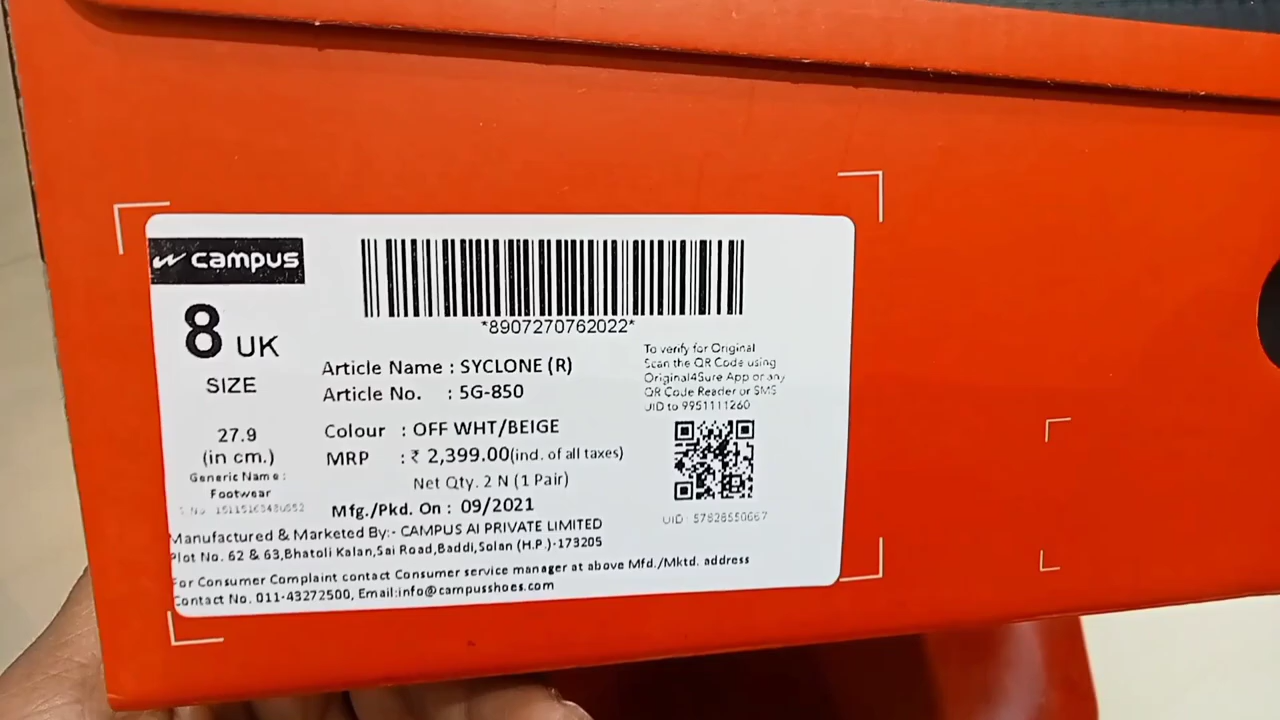 campus
8 UK
SIZE
27.9
(in cm.)
Generic Name :
Footwear
*8907270762022*
Article Name : SYCLONE (R)
Article No. : 5G-850
Colour : OFF WHT/BEIGE
MRP : ₹ 2,399.00(ind. of all taxes)
Net Qty. 2 N (1 Pair)
Mfg./Pkd. On : 09/2021
To verify for Original
Scan the QR Code using
Original4Sure App or any
QR Code Reader or SMS
UID to 9951111260
UID: 57828550667
Manufactured & Marketed By:- CAMPUS AI PRIVATE LIMITED
Plot No. 62 & 63,Bhatoli Kalan,Sai Road,Baddi,Solan (H.P.)-173205
For Consumer Complaint contact Consumer service manager at above Mfd./Mktd. address
Contact No. 011-43272500, Email:info@campusshoes.com